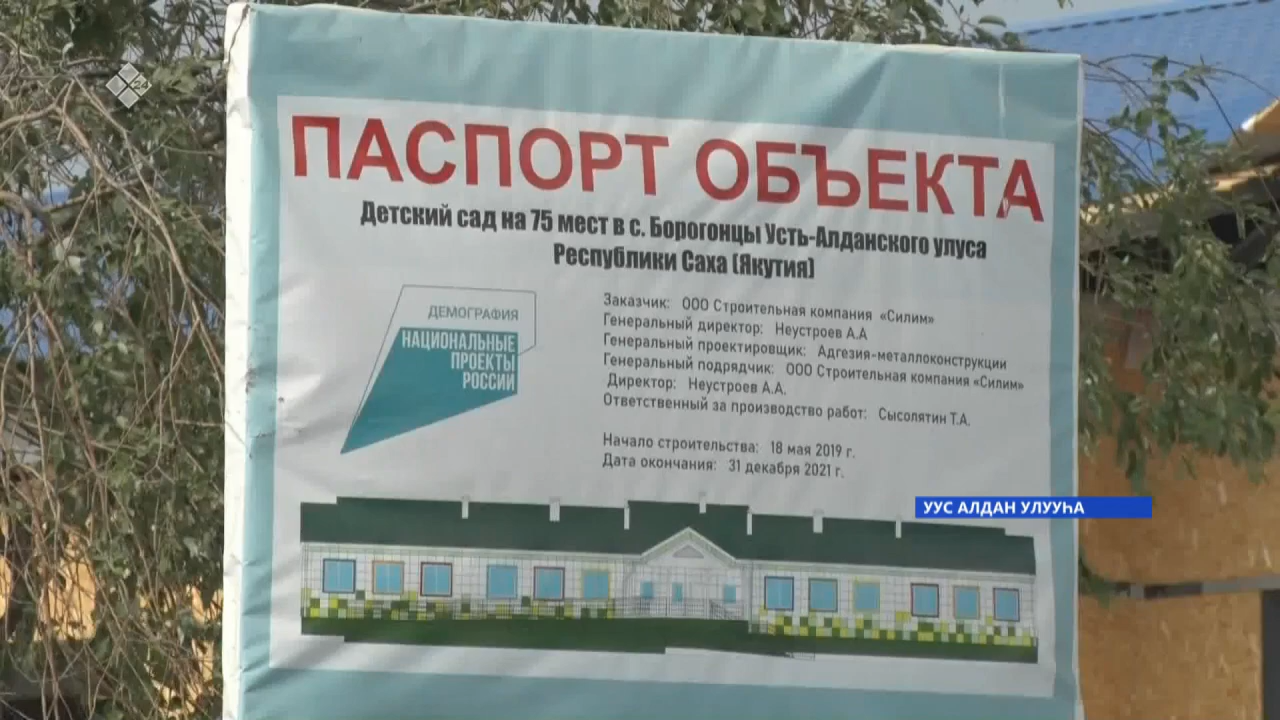 24
ПАСПОРТ ОБЪЕКТА
Детский сад на 75 мест в с. Борогонцы Усть-Алданского улуса
Республики Саха (Якутия)
ДЕМОГРАФИЯ
НАЦИОНАЛЬНЫЕ
ПРОЕКТЫ
РОССИИ
Заказчик: ООО Строительная компания «Силим»
Генеральный директор: Неустроев А.А
Генеральный проектировщик: Адгезия-металлоконструкции
Генеральный подрядчик: ООО Строительная компания «Силим»
Директор: Неустроев А.А.
Ответственный за производство работ: Сысолятин Т.А.
Начало строительства: 18 мая 2019 г.
Дата окончания: 31 декабря 2021 г.
УУС АЛДАН УЛУУҺА